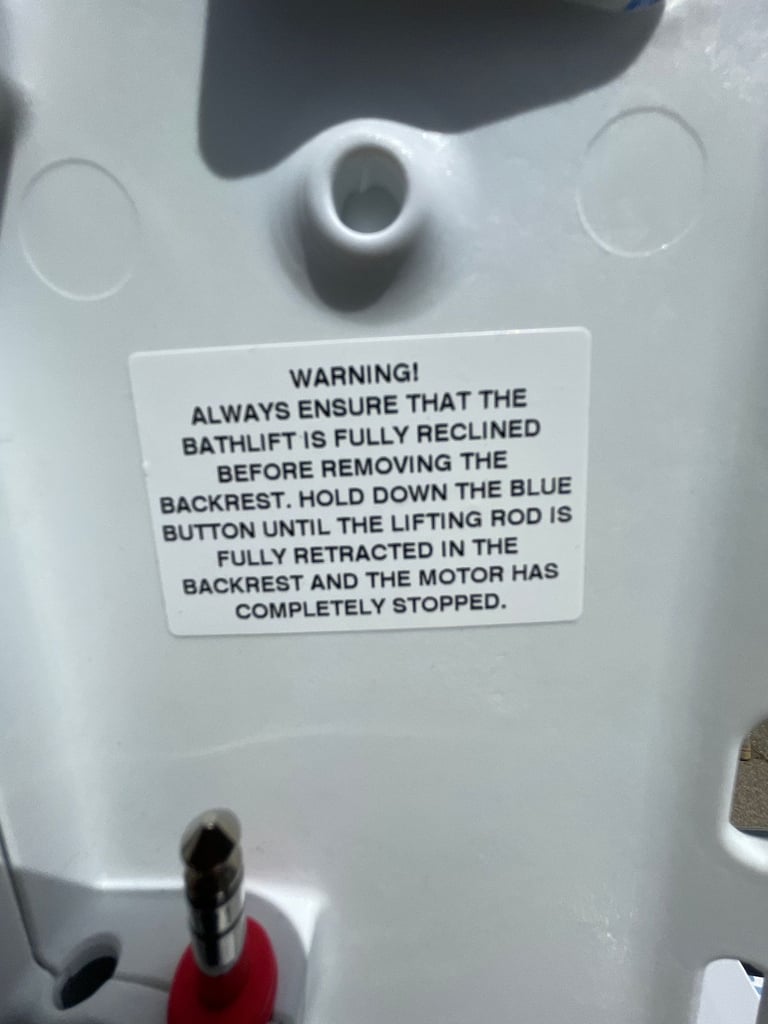 WARNING!
ALWAYS ENSURE THAT THE
BATHLIFT IS FULLY RECLINED
BEFORE REMOVING THE
BACKREST. HOLD DOWN THE BLUE
BUTTON UNTIL THE LIFTING ROD IS
FULLY RETRACTED IN THE
BACKREST AND THE MOTOR HAS
COMPLETELY STOPPED.